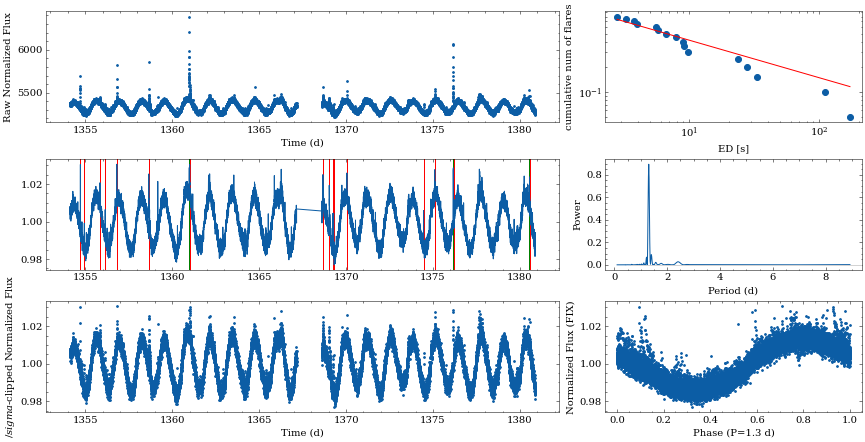 Raw Normalized Flux
6000
5500
1355 1360 1365 1370 1375 1380
Time (d)
cumulative num of flares
10⁻¹
10¹ 10²
ED [s]
1.02
1.00
0.98
1355 1360 1365 1370 1375 1380
Power
0.8
0.6
0.4
0.2
0.0
0 2 4 6 8
Period (d)
/sigma-clipped Normalized Flux
1.02
1.00
0.98
1355 1360 1365 1370 1375 1380
Time (d)
Normalized Flux (FIX)
1.02
1.00
0.98
0.0 0.2 0.4 0.6 0.8 1.0
Phase (P=1.3 d)